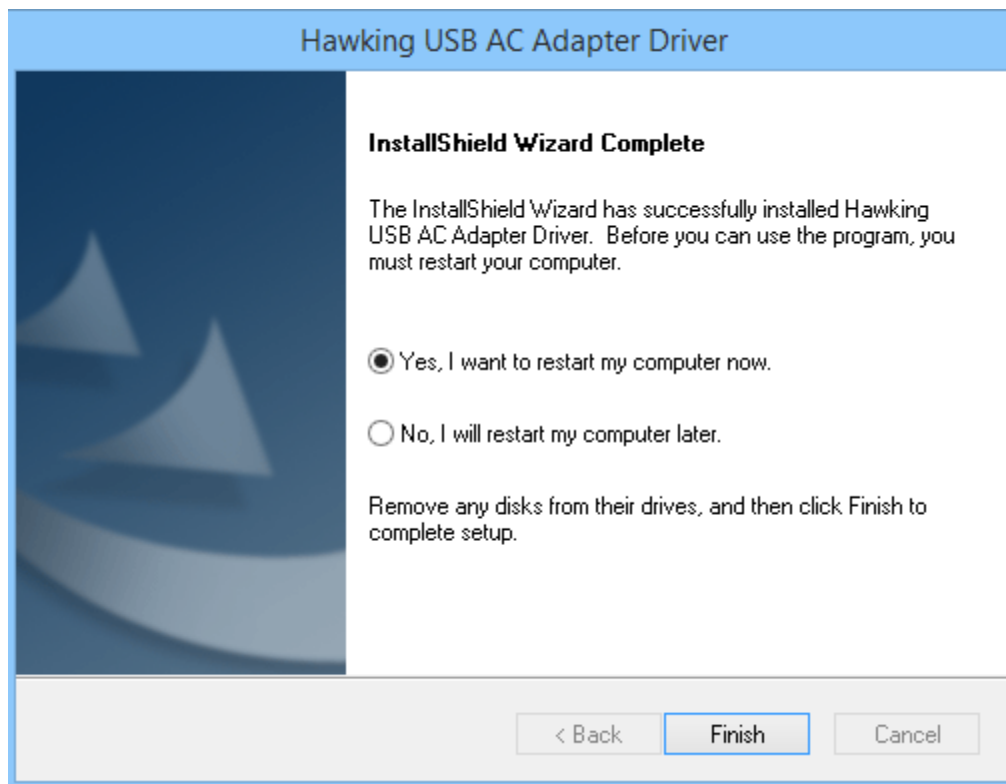 Hawking USB AC Adapter Driver
InstallShield Wizard Complete
The InstallShield Wizard has successfully installed Hawking
USB AC Adapter Driver.  Before you can use the program, you
must restart your computer.
Yes, I want to restart my computer now.
No, I will restart my computer later.
Remove any disks from their drives, and then click Finish to
complete setup.
< Back Finish Cancel